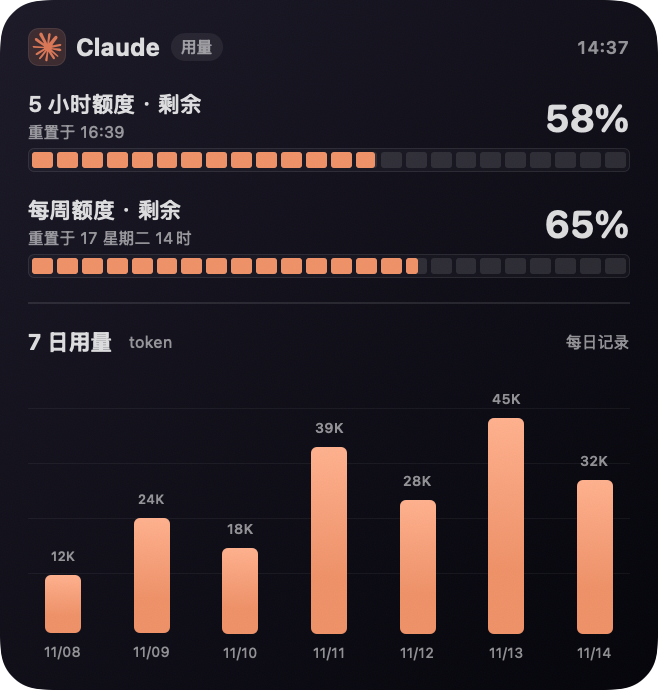 Claude 用量 14:37
5 小时额度 · 剩余
58%
重置于 16:39
每周额度 · 剩余
65%
重置于 17 星期二 14 时
7 日用量 token 每日记录
12K 24K 18K 39K 28K 45K 32K
11/08 11/09 11/10 11/11 11/12 11/13 11/14